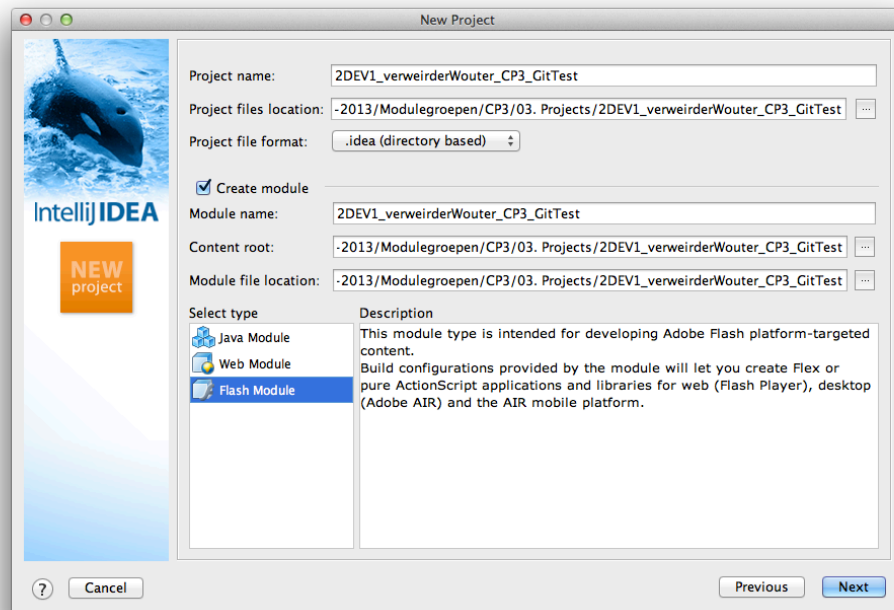 New Project
IntelliJIDEA
NEW
project
Project name:
2DEV1_verweirderWouter_CP3_GitTest
Project files location:
-2013/Modulegroepen/CP3/03. Projects/2DEV1_verweirderWouter_CP3_GitTest
...
Project file format:
.idea (directory based)
Create module
Module name:
2DEV1_verweirderWouter_CP3_GitTest
Content root:
-2013/Modulegroepen/CP3/03. Projects/2DEV1_verweirderWouter_CP3_GitTest
...
Module file location:
-2013/Modulegroepen/CP3/03. Projects/2DEV1_verweirderWouter_CP3_GitTest
...
Select type
Java Module
Web Module
Flash Module
Description
This module type is intended for developing Adobe Flash platform-targeted
content.
Build configurations provided by the module will let you create Flex or
pure ActionScript applications and libraries for web (Flash Player), desktop
(Adobe AIR) and the AIR mobile platform.
?
Cancel
Previous
Next